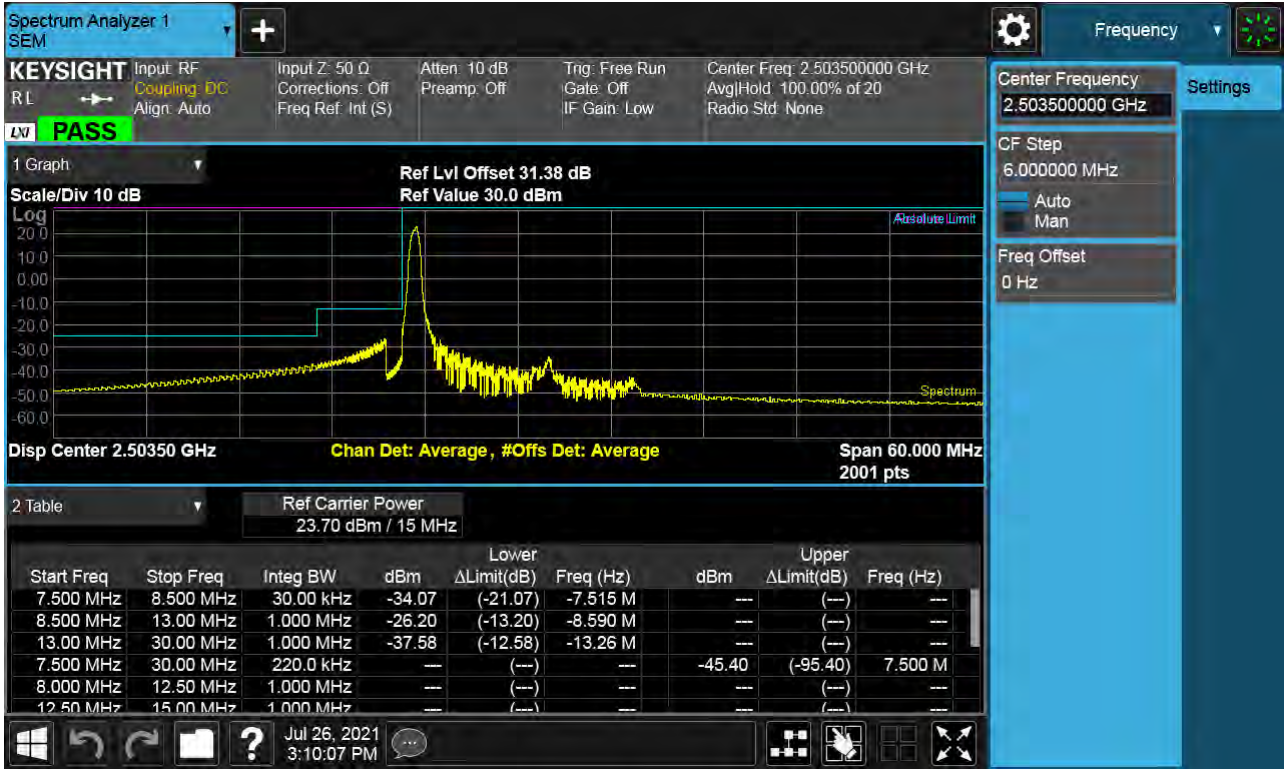 Spectrum Analyzer 1
SEM
+
Frequency
KEYSIGHT
RL
LXI
PASS
Input: RF
Coupling: DC
Align: Auto
Input Z: 50 Ω
Corrections: Off
Freq Ref: Int (S)
Atten: 10 dB
Preamp: Off
Trig: Free Run
Gate: Off
IF Gain: Low
Center Freq: 2.503500000 GHz
Avg|Hold: 100.00% of 20
Radio Std: None
Center Frequency
2.503500000 GHz
Settings
CF Step
6.000000 MHz
Auto
Man
Freq Offset
0 Hz
1 Graph
Scale/Div 10 dB
Ref Lvl Offset 31.38 dB
Ref Value 30.0 dBm
Log
Absolute Limit
20.0
10.0
0.00
-10.0
-20.0
-30.0
-40.0
-50.0
-60.0
Spectrum
Disp Center 2.50350 GHz
Chan Det: Average, #Offs Det: Average
Span 60.000 MHz
2001 pts
2 Table
Ref Carrier Power
23.70 dBm / 15 MHz
Lower Upper
Start Freq Stop Freq Integ BW dBm ΔLimit(dB) Freq (Hz) dBm ΔLimit(dB) Freq (Hz)
7.500 MHz 8.500 MHz 30.00 kHz -34.07 (-21.07) -7.515 M --- (---) ---
8.500 MHz 13.00 MHz 1.000 MHz -26.20 (-13.20) -8.590 M --- (---) ---
13.00 MHz 30.00 MHz 1.000 MHz -37.58 (-12.58) -13.26 M --- (---) ---
7.500 MHz 30.00 MHz 220.0 kHz --- (---) --- -45.40 (-95.40) 7.500 M
8.000 MHz 12.50 MHz 1.000 MHz --- (---) --- --- (---) ---
12.50 MHz 15.00 MHz 1.000 MHz --- (---) --- --- (---) ---
?
Jul 26, 2021
3:10:07 PM